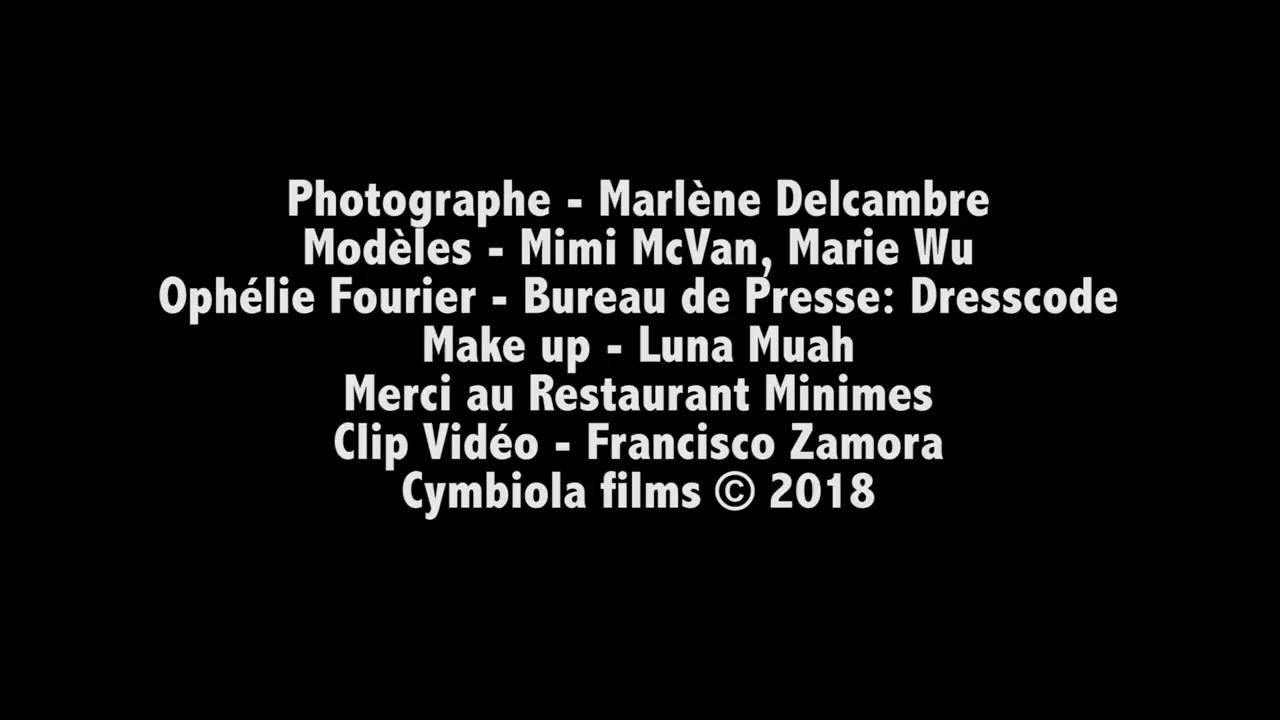 Photographe - Marlène Delcambre
Modèles - Mimi McVan, Marie Wu
Ophélie Fourier - Bureau de Presse: Dresscode
Make up - Luna Muah
Merci au Restaurant Minimes
Clip Vidéo - Francisco Zamora
Cymbiola films © 2018